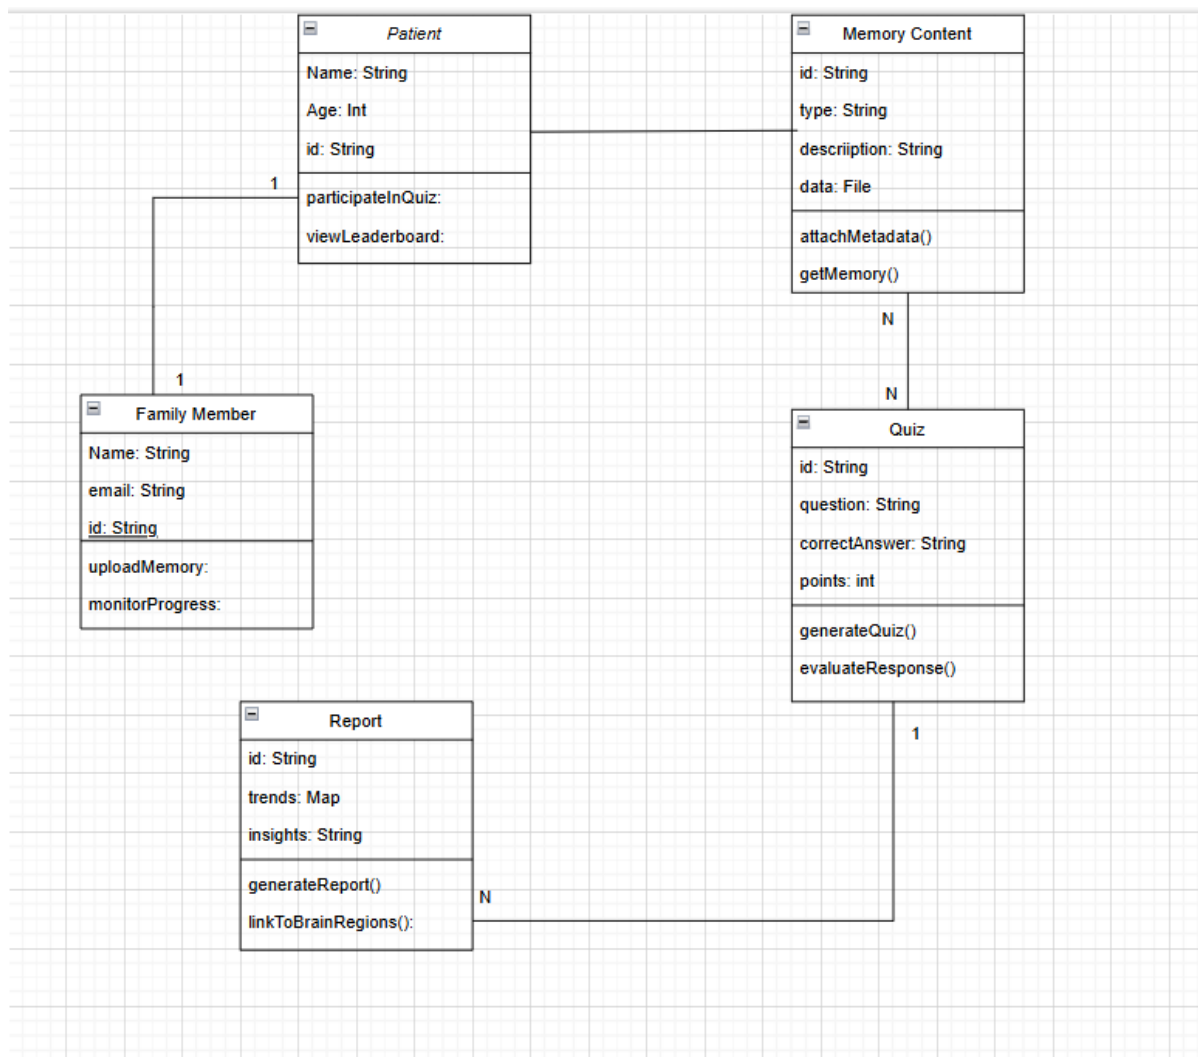 Patient
Name: String
Age: Int
id: String
participateInQuiz:
viewLeaderboard:
Memory Content
id: String
type: String
descriiption: String
data: File
attachMetadata()
getMemory()
1
1
N
N
Family Member
Name: String
email: String
id: String
uploadMemory:
monitorProgress:
Quiz
id: String
question: String
correctAnswer: String
points: int
generateQuiz()
evaluateResponse()
1
Report
id: String
trends: Map
insights: String
generateReport()
linkToBrainRegions():
N